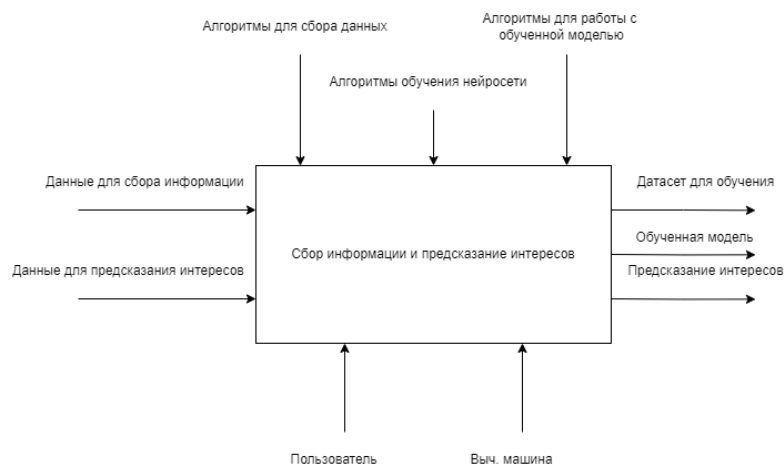 Алгоритмы для сбора данных
Алгоритмы для работы с
обученной моделью
Алгоритмы обучения нейросети
Данные для сбора информации
Датасет для обучения
Обученная модель
Сбор информации и предсказание интересов
Данные для предсказания интересов
Предсказание интересов
Пользователь
Выч. машина